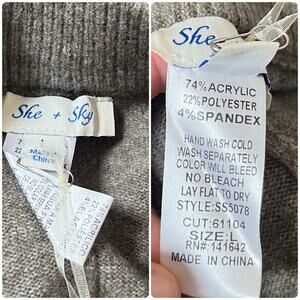 She + Sky
Made in
China
She
74% ACRYLIC
22% POLYESTER
4% SPANDEX
HAND WASH COLD
WASH SEPARATELY
COLOR WILL BLEED
NO BLEACH
LAY FLAT TO DRY
STYLE:SS5078
CUT:61104
SIZE:L
RN#:141642
MADE IN CHINA